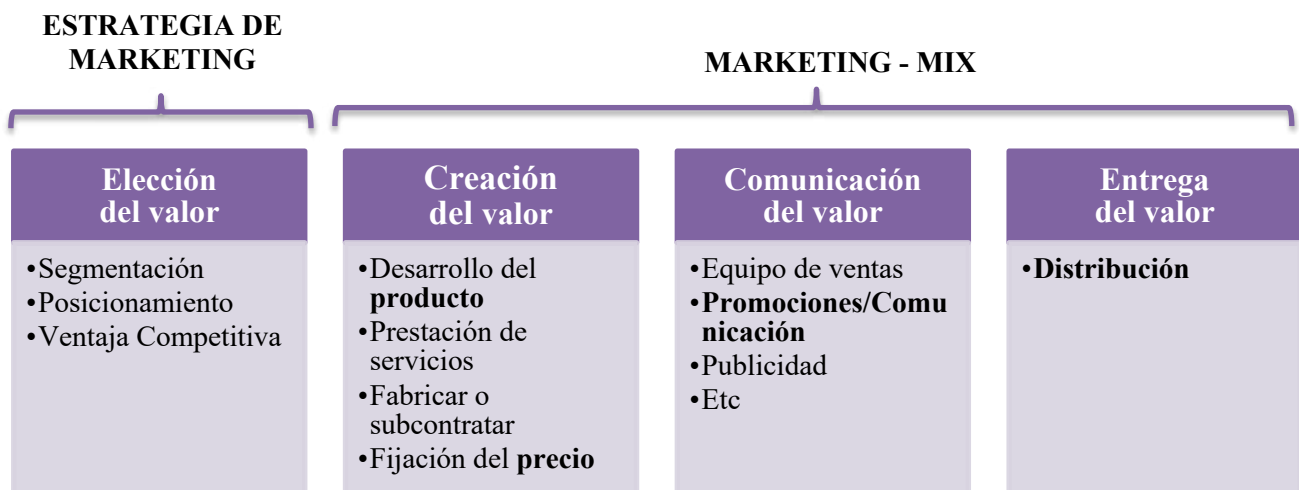 ESTRATEGIA DE
MARKETING
MARKETING - MIX
Elección
del valor
•Segmentación
•Posicionamiento
•Ventaja Competitiva
Creación
del valor
•Desarrollo del
producto
•Prestación de
servicios
•Fabricar o
subcontratar
•Fijación del precio
Comunicación
del valor
•Equipo de ventas
•Promociones/Comu
nicación
•Publicidad
•Etc
Entrega
del valor
•Distribución